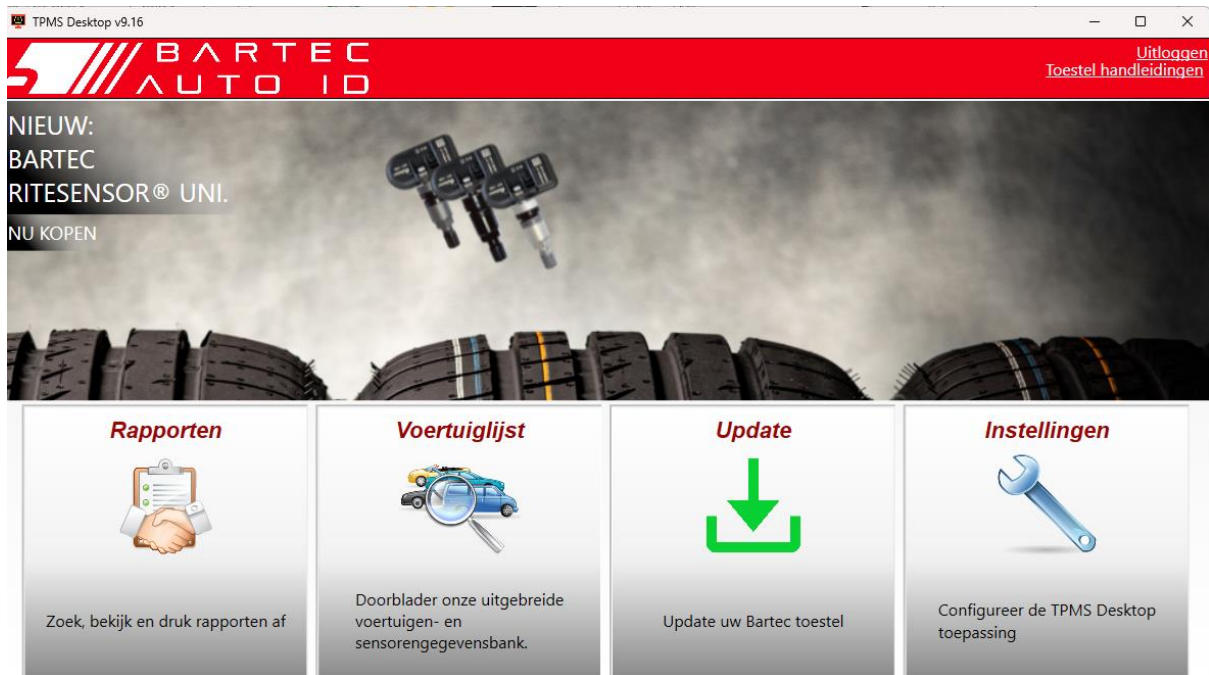 TPMS Desktop v9.16
BARTEC
AUTO ID
Uitloggen
Toestel handleidingen
NIEUW:
BARTEC
RITESENSOR® UNI.
NU KOPEN
Rapporten
Zoek, bekijk en druk rapporten af
Voertuiglijst
Doorblader onze uitgebreide
voertuigen- en
sensorengegevensbank.
Update
Update uw Bartec toestel
Instellingen
Configureer de TPMS Desktop
toepassing